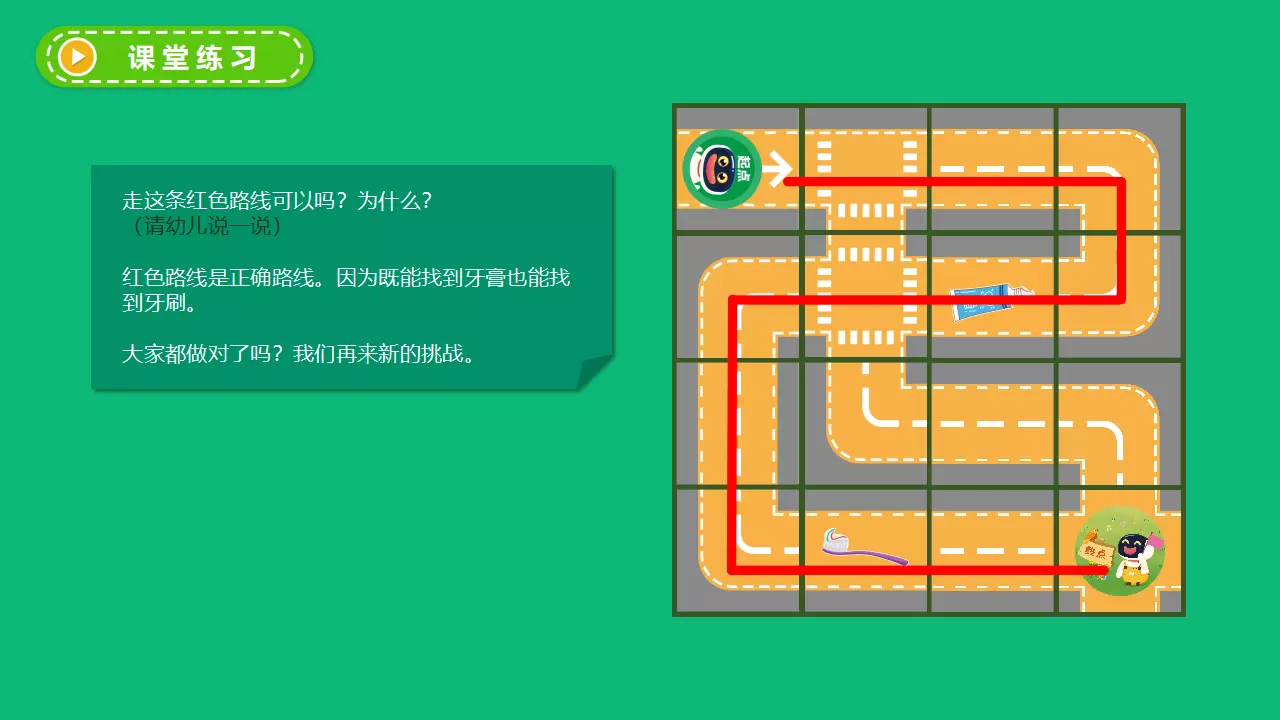 课堂练习
走这条红色路线可以吗？为什么？
（请幼儿说一说）
红色路线是正确路线。因为既能找到牙膏也能找
到牙刷。
大家都做对了吗？我们再来新的挑战。
起点
终点